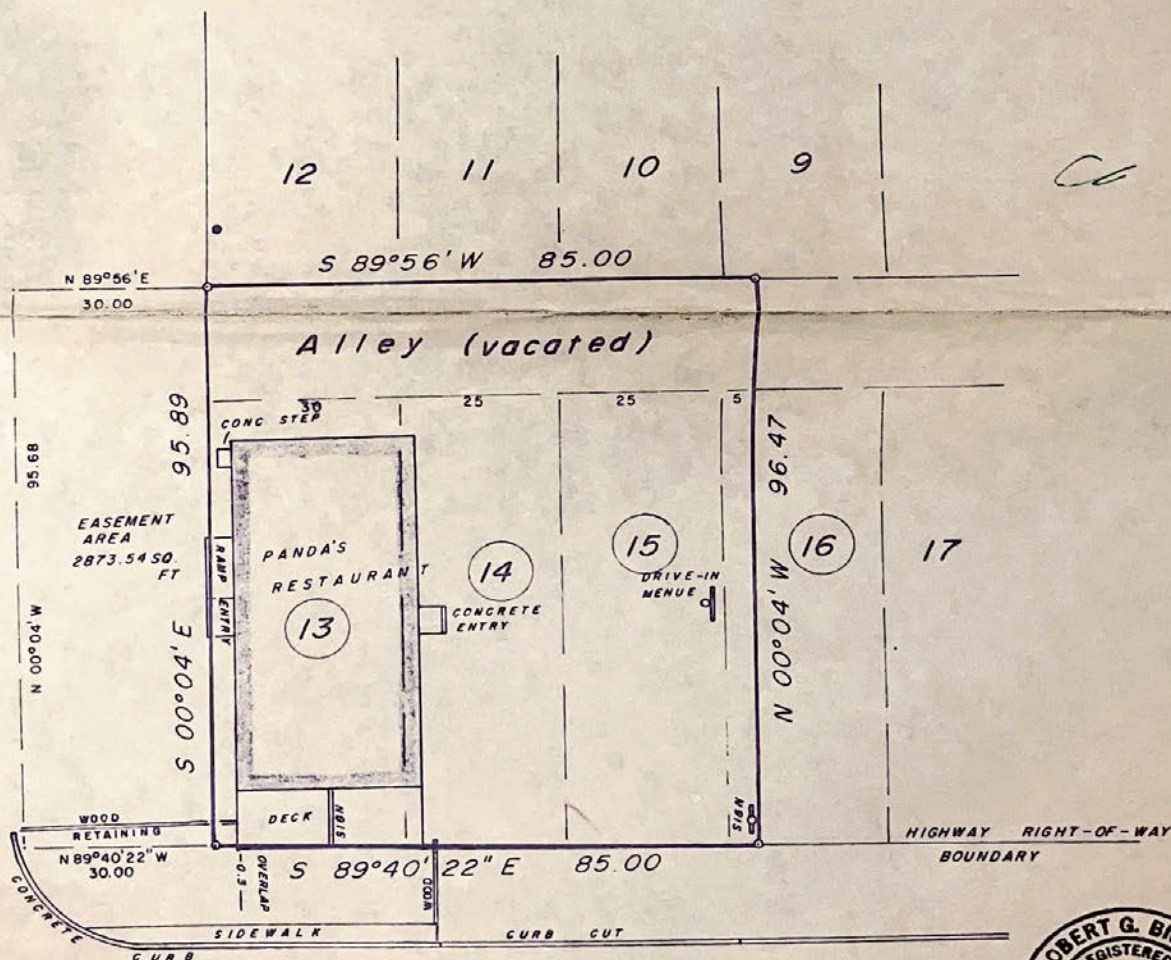 12
11
10
9
S 89°56' W 85.00
N 89°56' E
30.00
Alley (vacated)
30
25
25
5
CONC STEP
95.89
S 00°04' E
95.68
N 00°04' W
EASEMENT
AREA
2873.54 SQ.
FT
RAMP
ENTRY
PANDA'S
RESTAURANT
13
14
CONCRETE
ENTRY
15
DRIVE-IN
MENUE
N 00°04' W 96.47
16
17
WOOD
RETAINING
N 89°40'22" W
30.00
DECK
SIGN
SIGN
HIGHWAY RIGHT-OF-WAY
BOUNDARY
S 89°40'22" E 85.00
-0.5- OVERLAP
WOOD
CONCRETE
CURB
SIDEWALK
CURB CUT